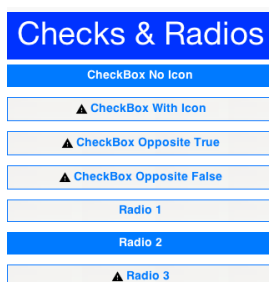 Checks & Radios
CheckBox No Icon
CheckBox With Icon
CheckBox Opposite True
CheckBox Opposite False
Radio 1
Radio 2
Radio 3